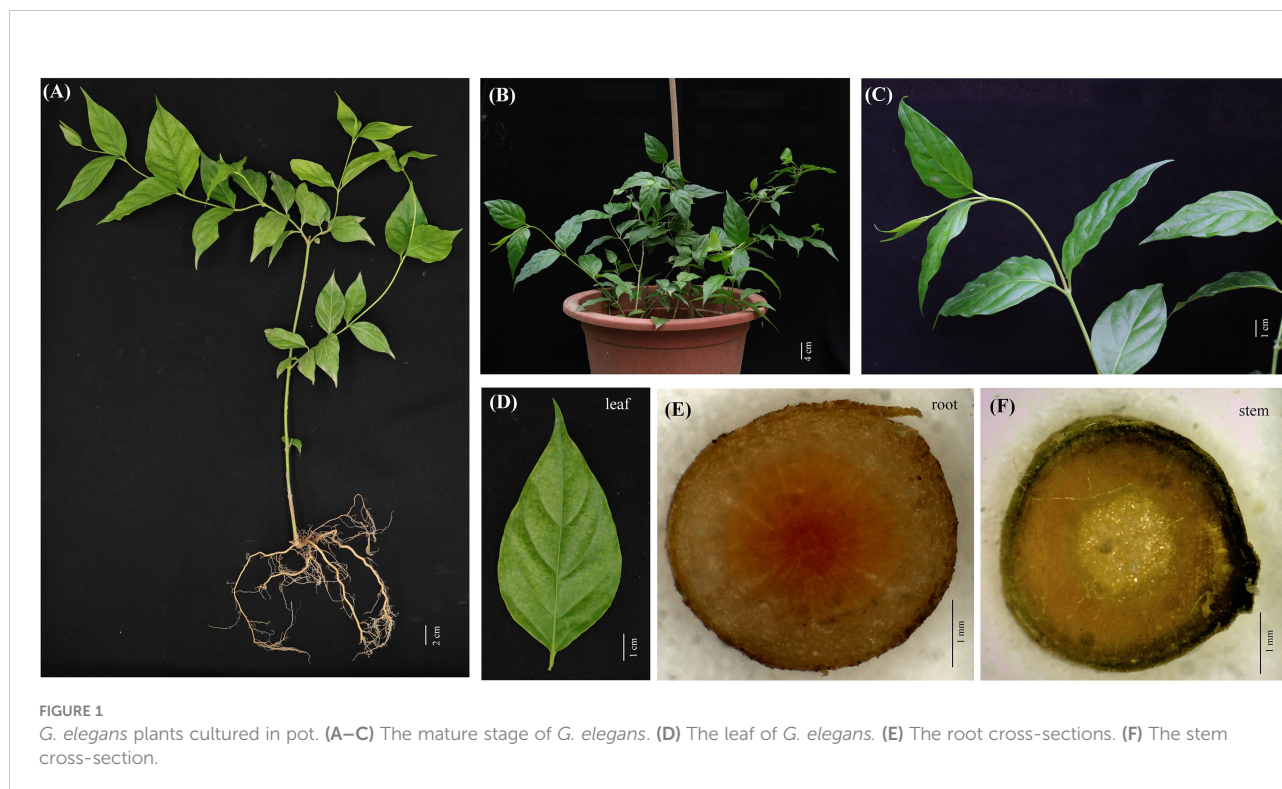 (A)
(B)
(C)
2 cm
4 cm
1 cm
(D)
leaf
1 cm
(E)
root
1 mm
(F)
stem
1 mm
FIGURE 1
G. elegans plants cultured in pot. (A–C) The mature stage of G. elegans. (D) The leaf of G. elegans. (E) The root cross-sections. (F) The stem
cross-section.